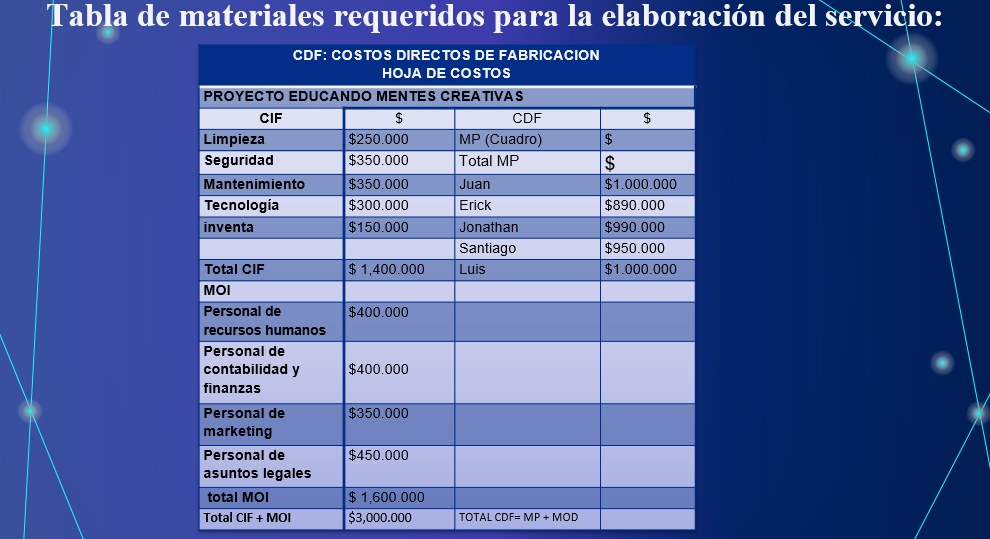 Tabla de materiales requeridos para la elaboración del servicio:
CDF: COSTOS DIRECTOS DE FABRICACION
HOJA DE COSTOS
PROYECTO EDUCANDO MENTES CREATIVAS
CIF $ CDF $
Limpieza $250.000 MP (Cuadro) $
Seguridad $350.000 Total MP $
Mantenimiento $350.000 Juan $1.000.000
Tecnología $300.000 Erick $890.000
inventa $150.000 Jonathan $990.000
Santiago $950.000
Total CIF $ 1,400.000 Luis $1.000.000
MOI
Personal de
recursos humanos
$400.000
Personal de
contabilidad y
finanzas
$400.000
Personal de
marketing
$350.000
Personal de
asuntos legales
$450.000
total MOI $ 1,600.000
Total CIF + MOI $3,000.000 TOTAL CDF= MP + MOD